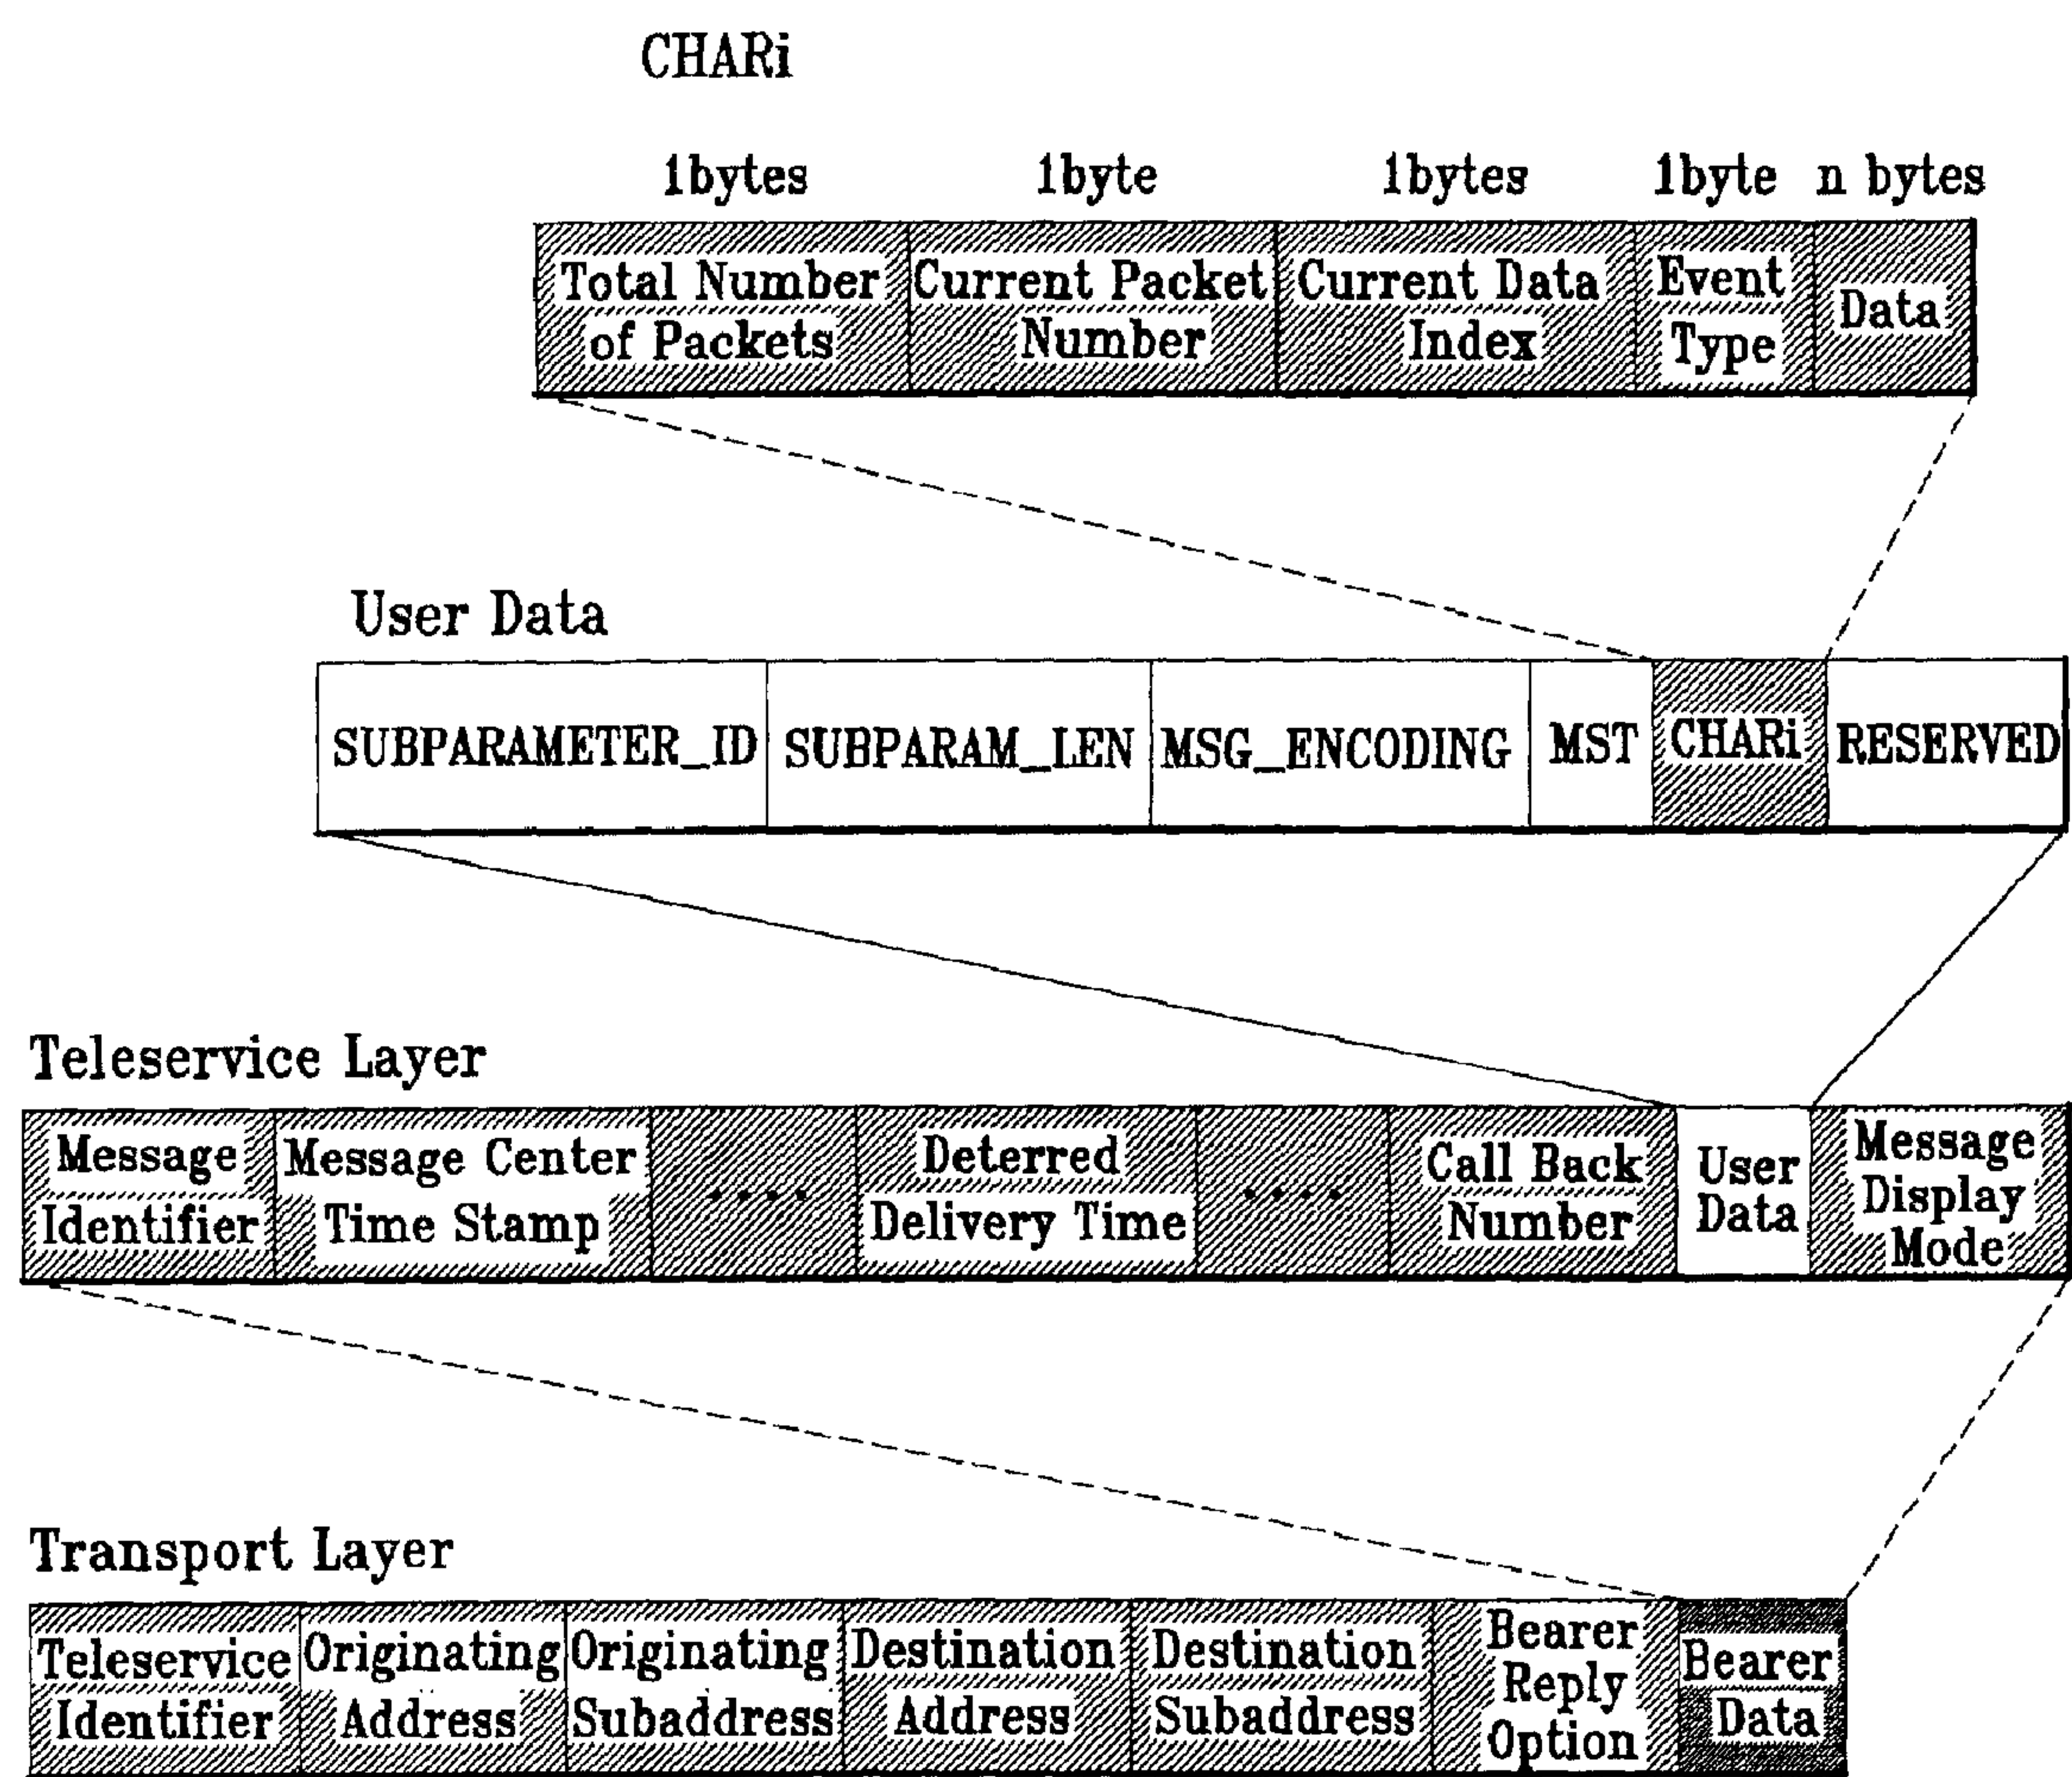 CHARi
1bytes 1byte 1bytes 1byte n bytes
Total Number of Packets
Current Packet Number
Current Data Index
Event Type
Data
User Data
SUBPARAMETER_ID SUBPARAM_LEN MSG_ENCODING MST CHARi RESERVED
Teleservice Layer
Message Identifier
Message Center Time Stamp
....
Deterred Delivery Time
....
Call Back Number
User Data
Message Display Mode
Transport Layer
Teleservice Identifier
Originating Address
Originating Subaddress
Destination Address
Destination Subaddress
Bearer Reply Option
Bearer Data